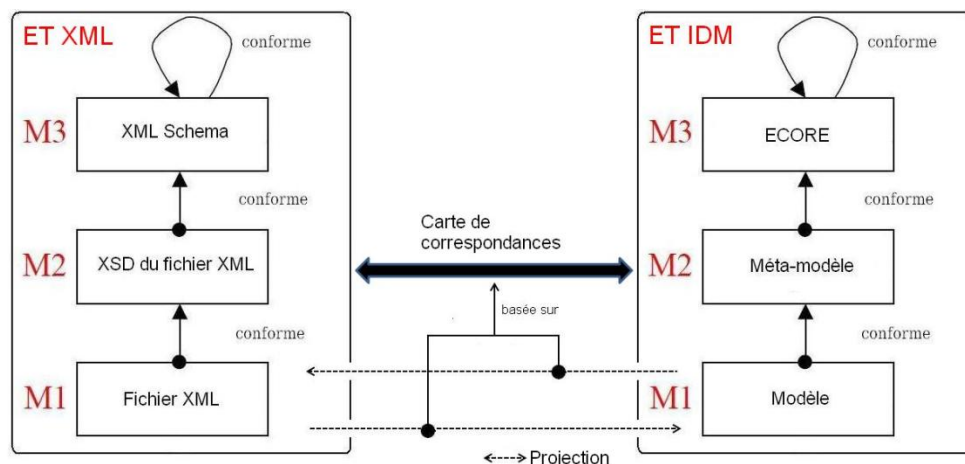 ET XML
conforme
M3
XML Schema
conforme
M2
XSD du fichier XML
conforme
M1
Fichier XML
Carte de
correspondances
basée sur
Projection
ET IDM
conforme
M3
ECORE
conforme
M2
Méta-modèle
conforme
M1
Modèle